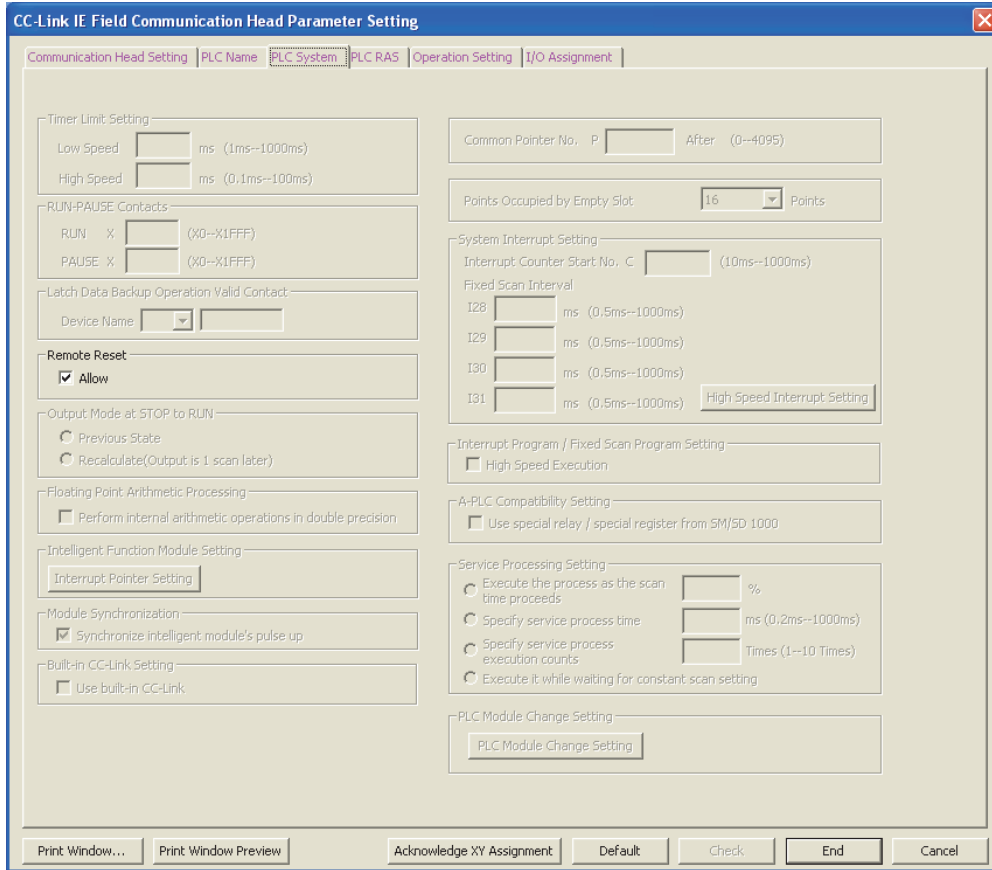 CC-Link IE Field Communication Head Parameter Setting
Communication Head Setting PLC Name PLC System PLC RAS Operation Setting I/O Assignment
Timer Limit Setting
Low Speed ms (1ms--1000ms)
High Speed ms (0.1ms--100ms)
RUN-PAUSE Contacts
RUN X (X0--X1FFF)
PAUSE X (X0--X1FFF)
Latch Data Backup Operation Valid Contact
Device Name
Remote Reset
Allow
Output Mode at STOP to RUN
Previous State
Recalculate(Output is 1 scan later)
Floating Point Arithmetic Processing
Perform internal arithmetic operations in double precision
Intelligent Function Module Setting
Interrupt Pointer Setting
Module Synchronization
Synchronize intelligent module's pulse up
Built-in CC-Link Setting
Use built-in CC-Link
Common Pointer No. P After (0--4095)
Points Occupied by Empty Slot 16 Points
System Interrupt Setting
Interrupt Counter Start No. C (10ms--1000ms)
Fixed Scan Interval
I28 ms (0.5ms--1000ms)
I29 ms (0.5ms--1000ms)
I30 ms (0.5ms--1000ms)
I31 ms (0.5ms--1000ms) High Speed Interrupt Setting
Interrupt Program / Fixed Scan Program Setting
High Speed Execution
A-PLC Compatibility Setting
Use special relay / special register from SM/SD 1000
Service Processing Setting
Execute the process as the scan
time proceeds %
Specify service process time ms (0.2ms--1000ms)
Specify service process
execution counts Times (1--10 Times)
Execute it while waiting for constant scan setting
PLC Module Change Setting
PLC Module Change Setting
Print Window... Print Window Preview Acknowledge XY Assignment Default Check End Cancel